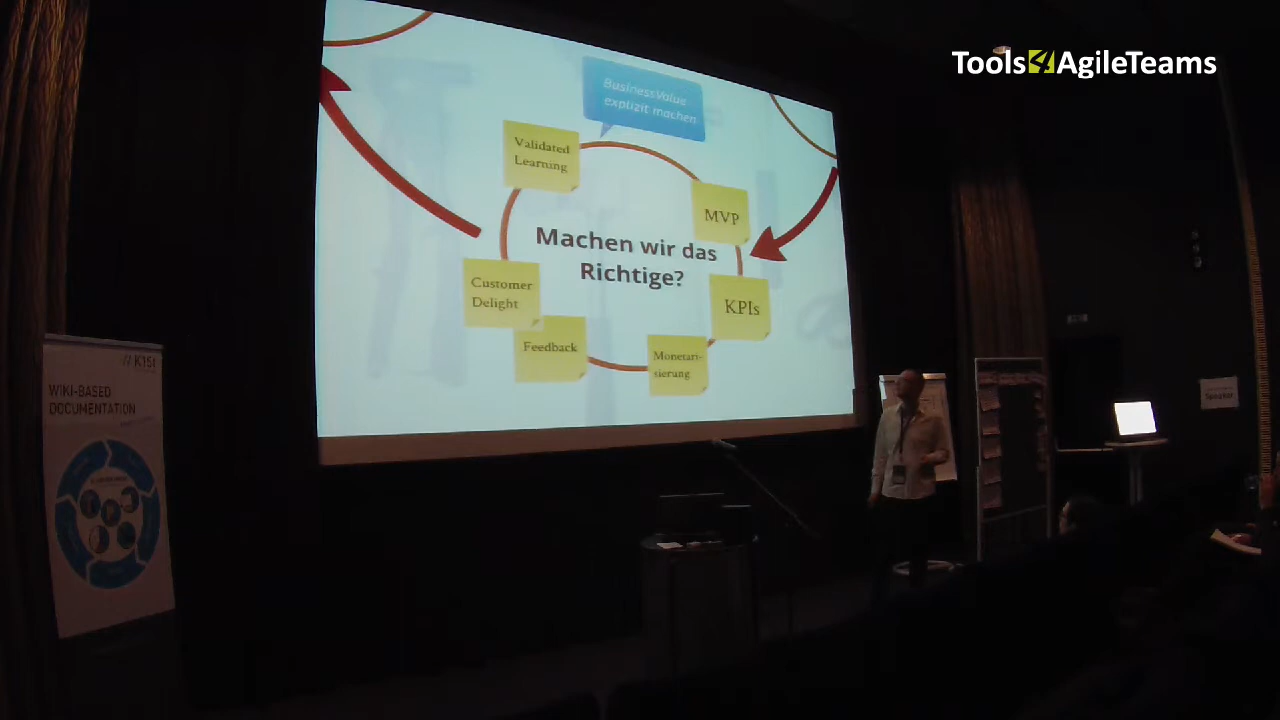 Tools4AgileTeams
BusinessValue
explizit machen
Validated
Learning
MVP
Machen wir das
Richtige?
Customer
Delight
KPIs
Feedback
Monetari-
sierung
// K15t
WIKI-BASED
DOCUMENTATION